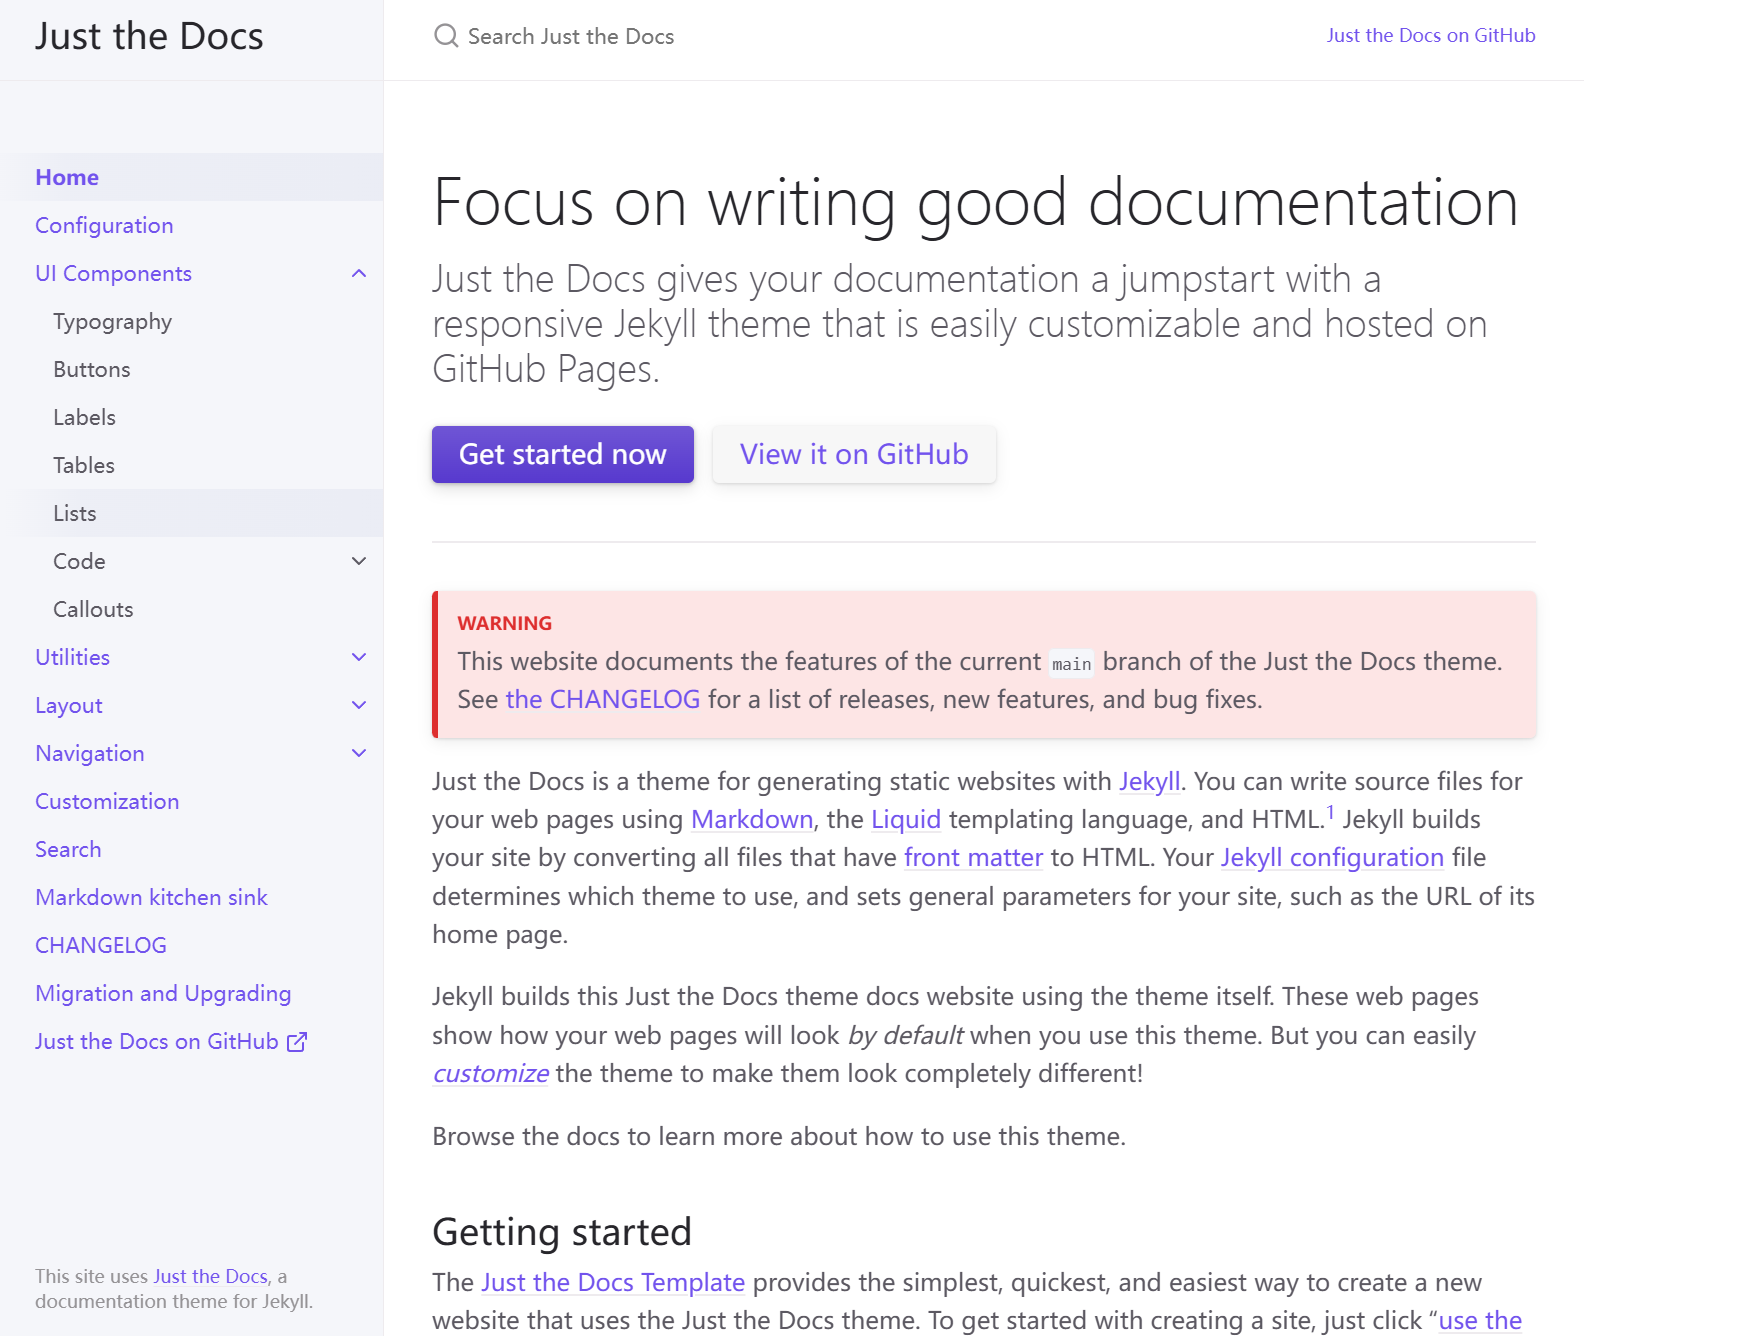 Just the Docs
Search Just the Docs
Just the Docs on GitHub
Home
Configuration
UI Components
Typography
Buttons
Labels
Tables
Lists
Code
Callouts
Utilities
Layout
Navigation
Customization
Search
Markdown kitchen sink
CHANGELOG
Migration and Upgrading
Just the Docs on GitHub
This site uses Just the Docs, a
documentation theme for Jekyll.
Focus on writing good documentation
Just the Docs gives your documentation a jumpstart with a
responsive Jekyll theme that is easily customizable and hosted on
GitHub Pages.
Get started now
View it on GitHub
WARNING
This website documents the features of the current main branch of the Just the Docs theme.
See the CHANGELOG for a list of releases, new features, and bug fixes.
Just the Docs is a theme for generating static websites with Jekyll. You can write source files for
your web pages using Markdown, the Liquid templating language, and HTML.1 Jekyll builds
your site by converting all files that have front matter to HTML. Your Jekyll configuration file
determines which theme to use, and sets general parameters for your site, such as the URL of its
home page.
Jekyll builds this Just the Docs theme docs website using the theme itself. These web pages
show how your web pages will look by default when you use this theme. But you can easily
customize the theme to make them look completely different!
Browse the docs to learn more about how to use this theme.
Getting started
The Just the Docs Template provides the simplest, quickest, and easiest way to create a new
website that uses the Just the Docs theme. To get started with creating a site, just click “use the